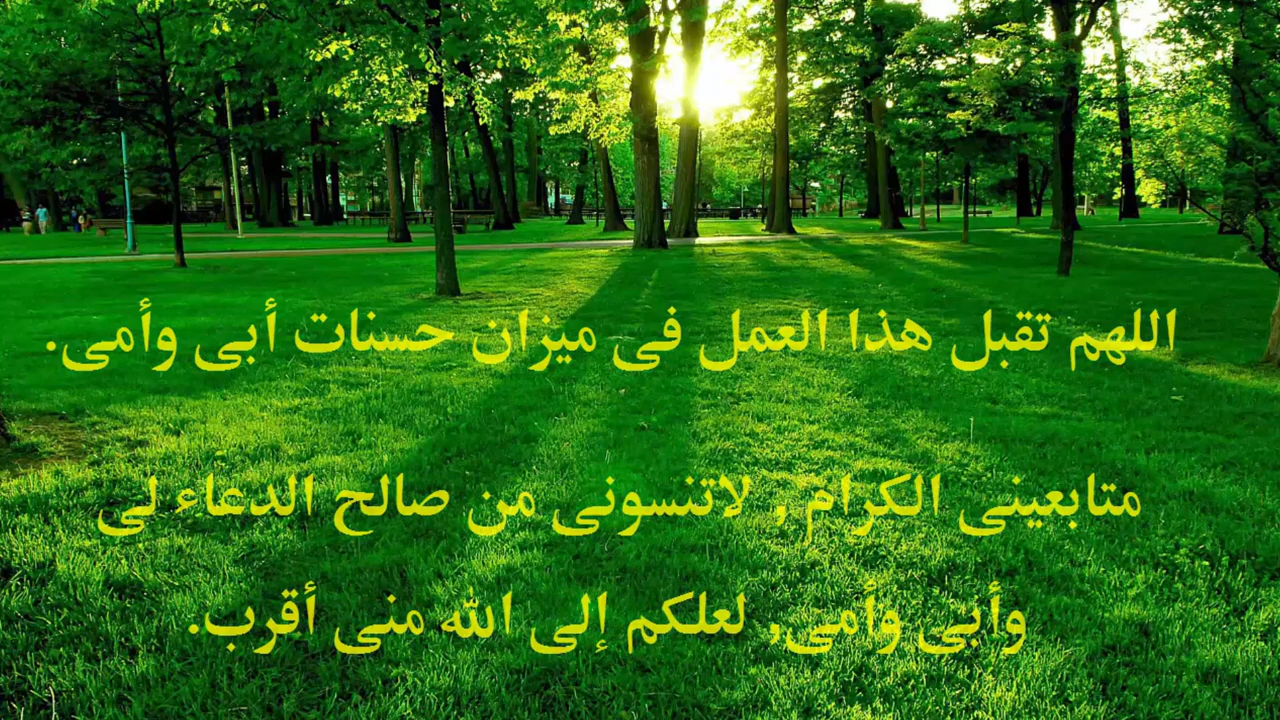 اللهم تقبل هذا العمل فى ميزان حسنات أبى وأمى.
متابعينى الكرام, لاتنسونى من صالح الدعاء لى
وأبى وأمى, لعلكم إلى الله منى أقرب.